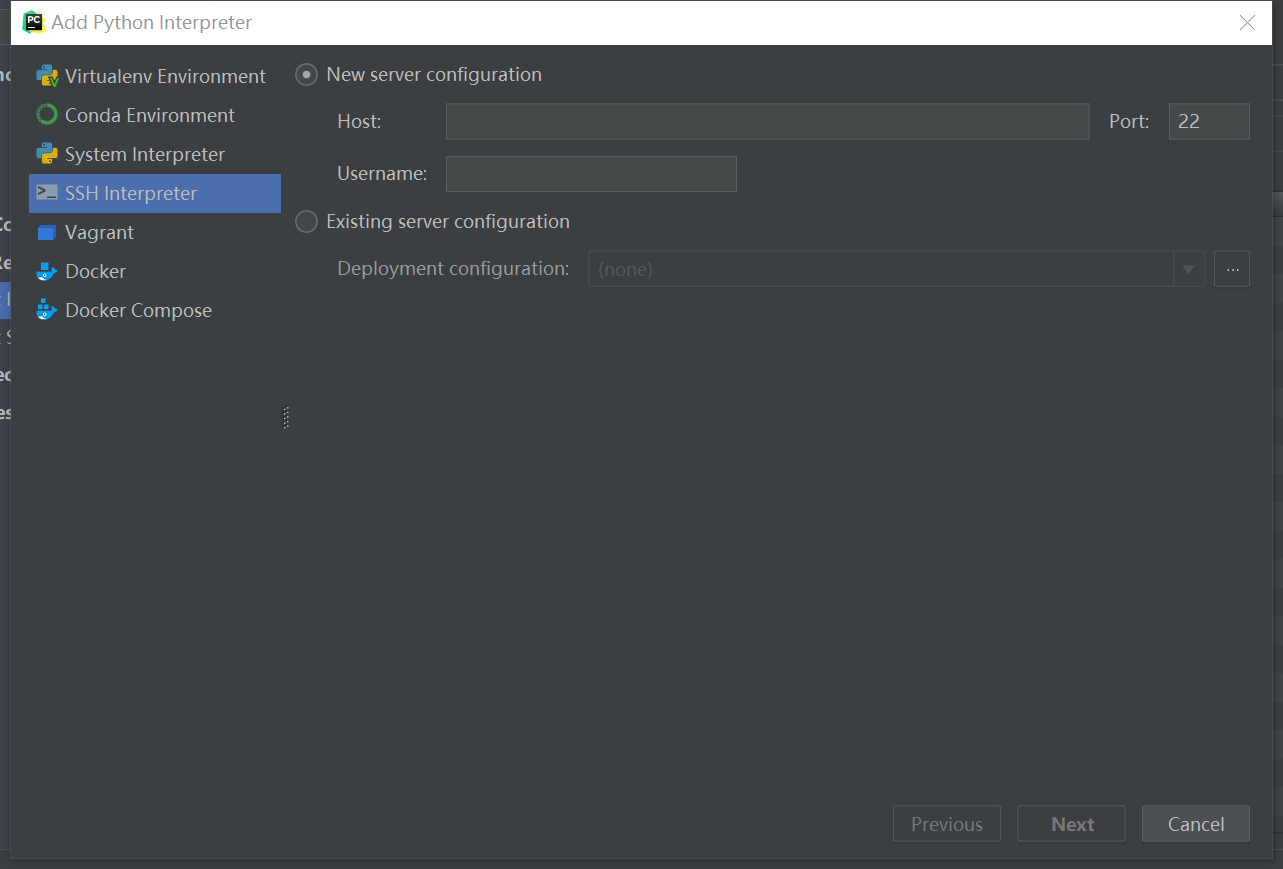 PC Add Python Interpreter
Virtualenv Environment
Conda Environment
System Interpreter
SSH Interpreter
Vagrant
Docker
Docker Compose
New server configuration
Host:
Port: 22
Username:
Existing server configuration
Deployment configuration: (none) ...
Previous Next Cancel